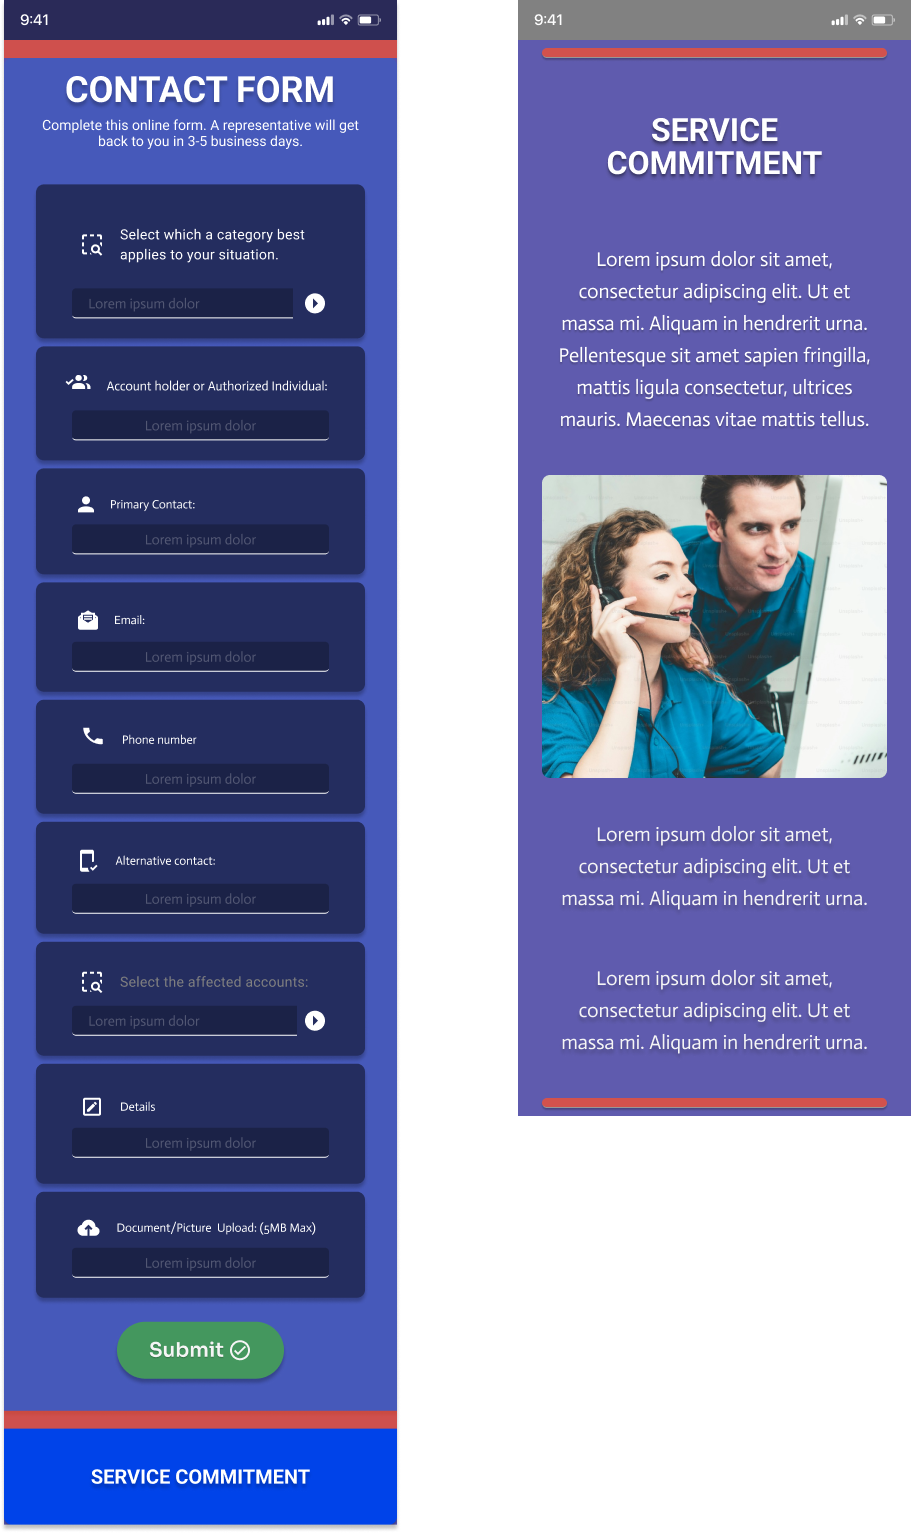 9:41
CONTACT FORM
Complete this online form. A representative will get
back to you in 3-5 business days.
Select which a category best
applies to your situation.
Lorem ipsum dolor
Account holder or Authorized Individual:
Lorem ipsum dolor
Primary Contact:
Lorem ipsum dolor
Email:
Lorem ipsum dolor
Phone number
Lorem ipsum dolor
Alternative contact:
Lorem ipsum dolor
Select the affected accounts:
Lorem ipsum dolor
Details
Lorem ipsum dolor
Document/Picture Upload: (5MB Max)
Lorem ipsum dolor
Submit
SERVICE COMMITMENT
9:41
SERVICE
COMMITMENT
Lorem ipsum dolor sit amet,
consectetur adipiscing elit. Ut et
massa mi. Aliquam in hendrerit urna.
Pellentesque sit amet sapien fringilla,
mattis ligula consectetur, ultrices
mauris. Maecenas vitae mattis tellus.
Lorem ipsum dolor sit amet,
consectetur adipiscing elit. Ut et
massa mi. Aliquam in hendrerit urna.
Lorem ipsum dolor sit amet,
consectetur adipiscing elit. Ut et
massa mi. Aliquam in hendrerit urna.